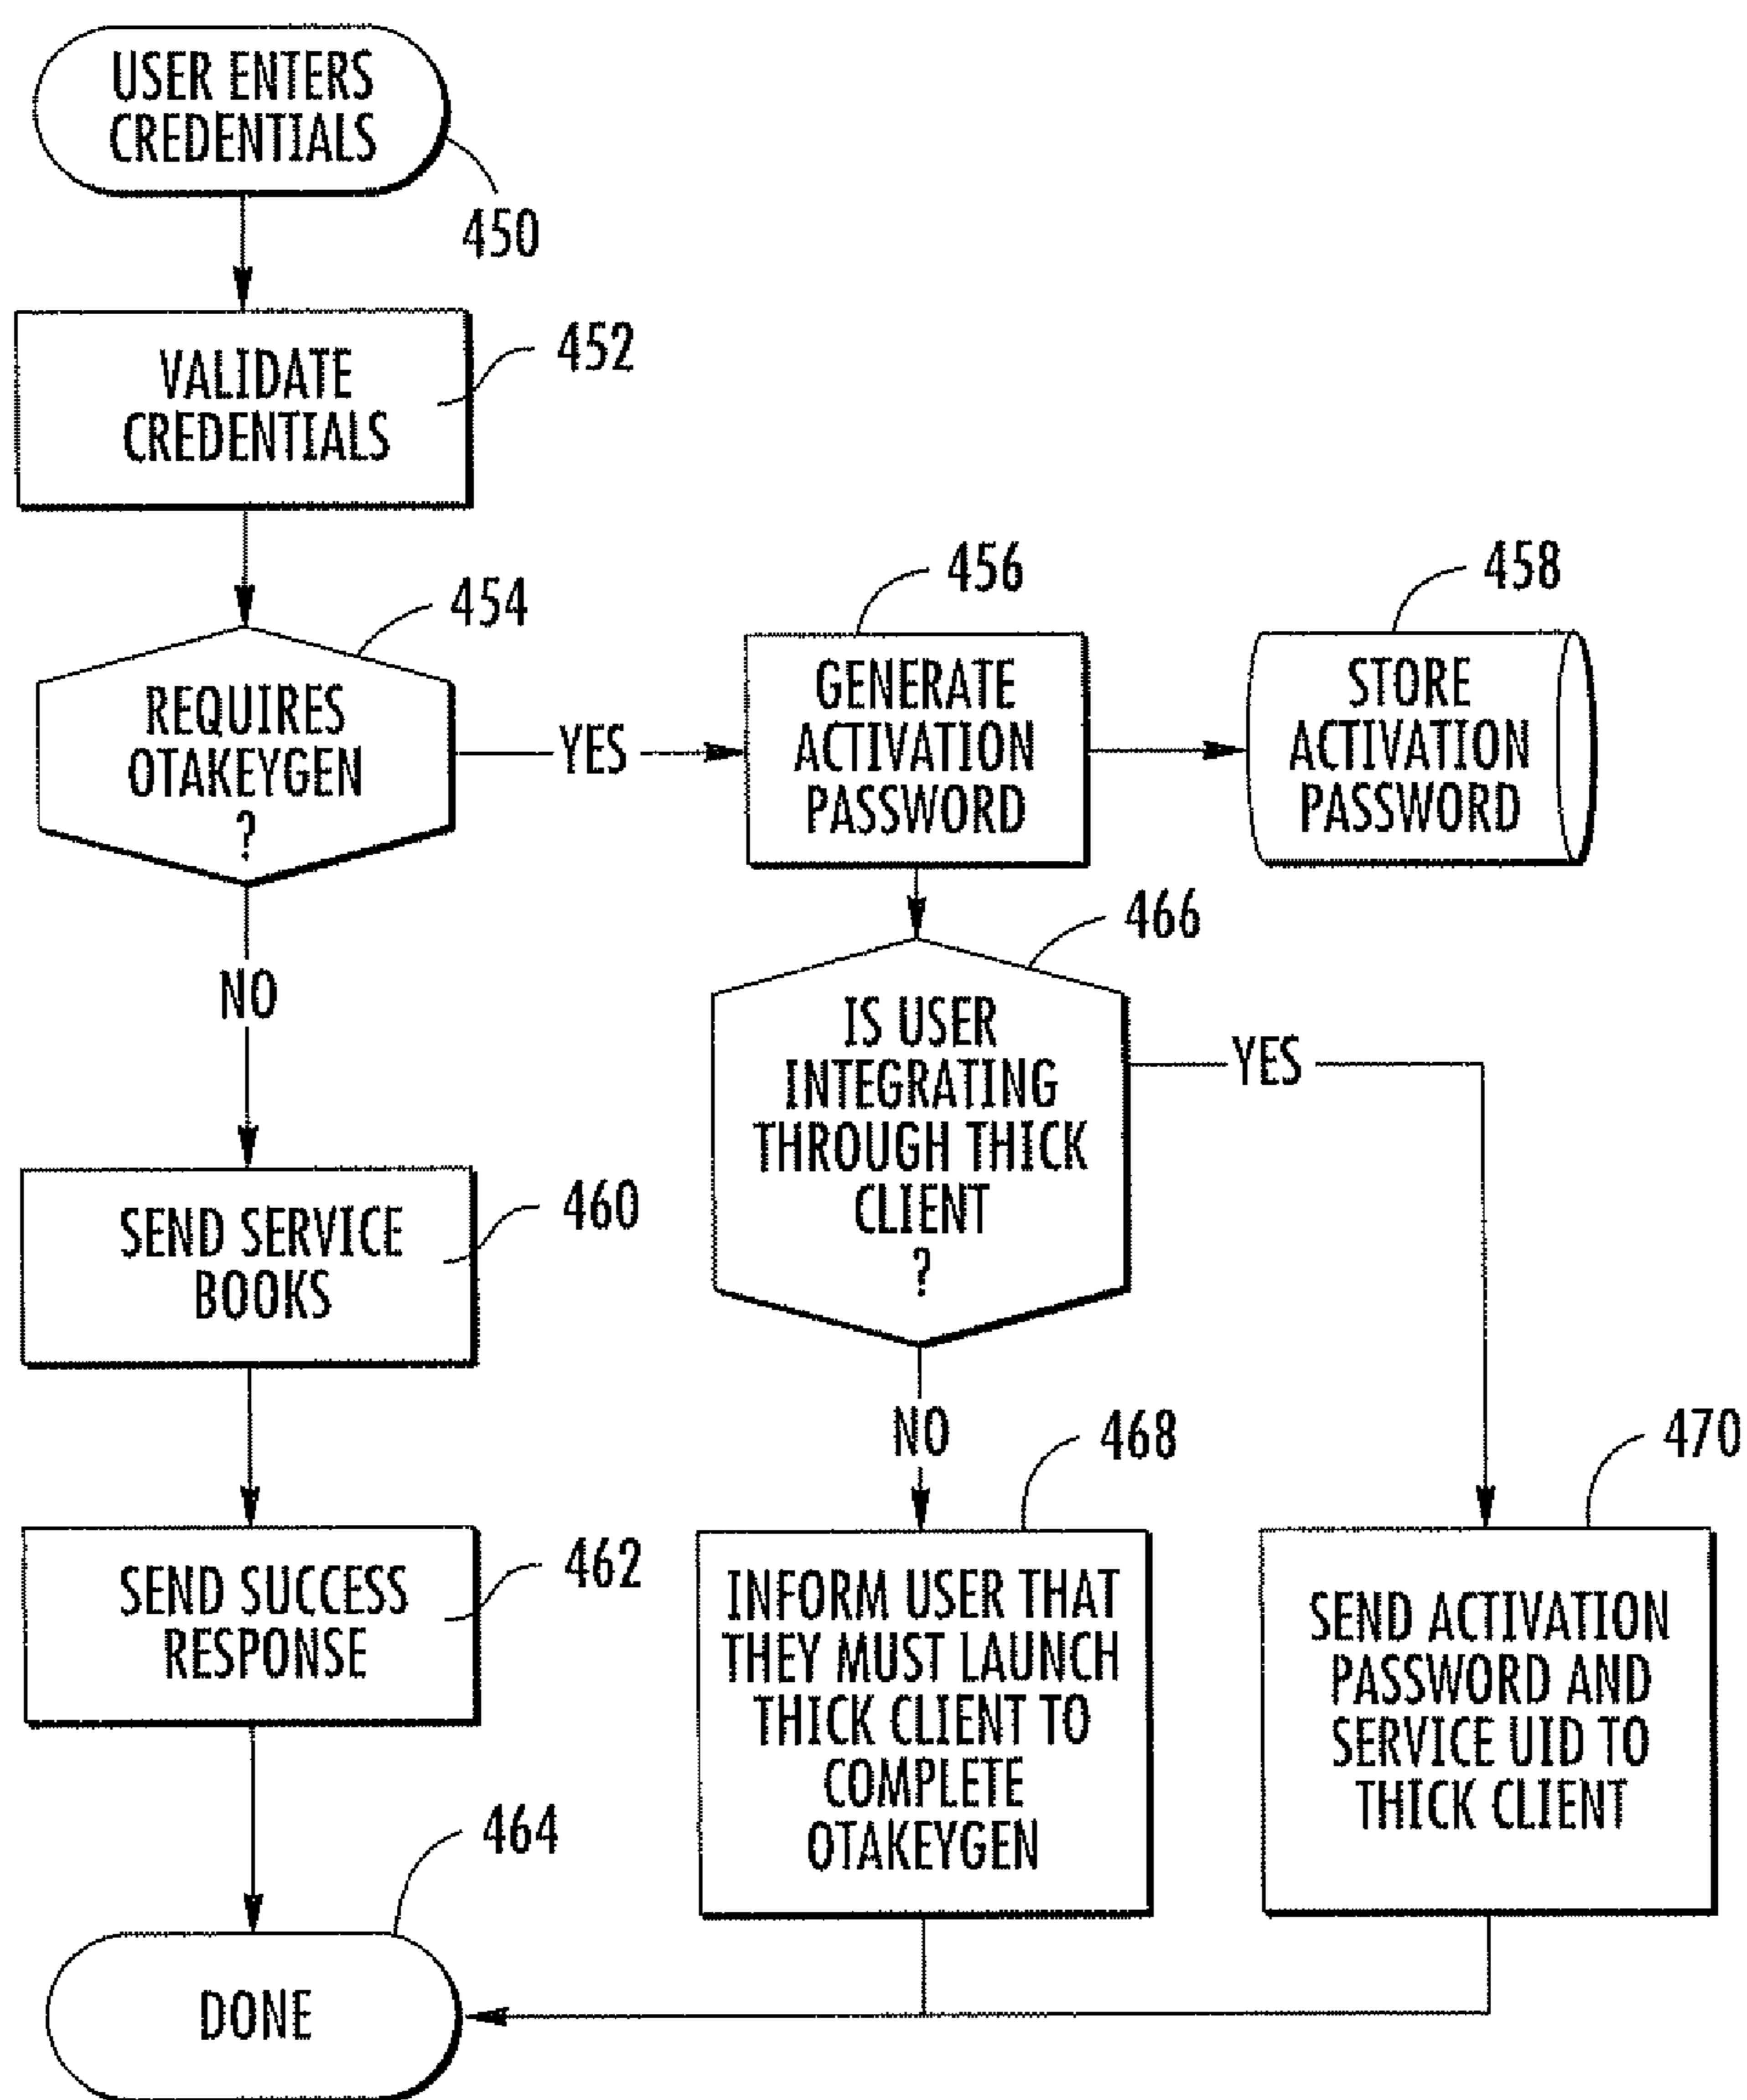 USER ENTERS
CREDENTIALS
450
VALIDATE
CREDENTIALS
452
REQUIRES
OTAKEYGEN
?
454
YES
GENERATE
ACTIVATION
PASSWORD
456
STORE
ACTIVATION
PASSWORD
458
NO
SEND SERVICE
BOOKS
460
SEND SUCCESS
RESPONSE
462
IS USER
INTEGRATING
THROUGH THICK
CLIENT
?
466
YES
NO
INFORM USER THAT
THEY MUST LAUNCH
THICK CLIENT TO
COMPLETE
OTAKEYGEN
468
SEND ACTIVATION
PASSWORD AND
SERVICE UID TO
THICK CLIENT
470
DONE
464